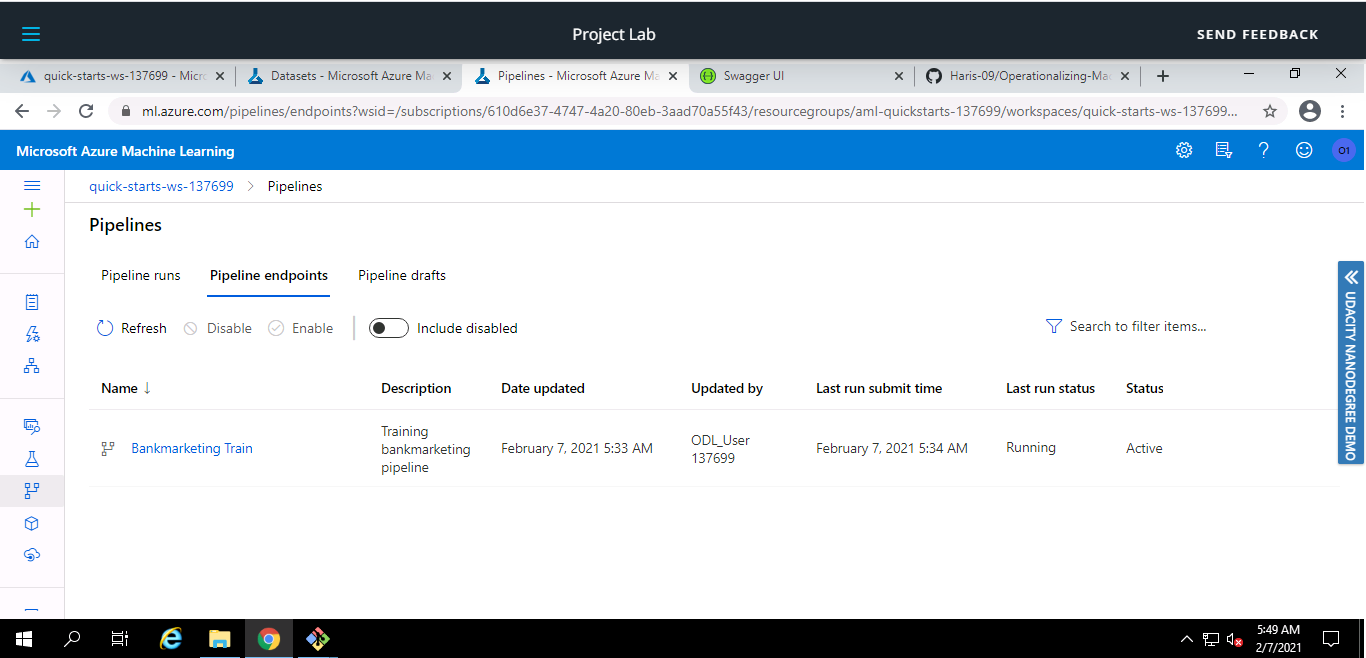 Project Lab
SEND FEEDBACK
quick-starts-ws-137699 - Micro
Datasets - Microsoft Azure Ma
Pipelines - Microsoft Azure Ma
Swagger UI
Haris-09/Operationalizing-Mac
ml.azure.com/pipelines/endpoints?wsid=/subscriptions/610d6e37-4747-4a20-80eb-3aad70a55f43/resourcegroups/aml-quickstarts-137699/workspaces/quick-starts-ws-137699...
Microsoft Azure Machine Learning
O1
quick-starts-ws-137699 > Pipelines
Pipelines
Pipeline runs
Pipeline endpoints
Pipeline drafts
Refresh
Disable
Enable
Include disabled
Search to filter items...
Name ↓
Description
Date updated
Updated by
Last run submit time
Last run status
Status
Bankmarketing Train
Training
bankmarketing
pipeline
February 7, 2021 5:33 AM
ODL_User
137699
February 7, 2021 5:34 AM
Running
Active
UDACITY NANODEGREE DEMO
5:49 AM
2/7/2021